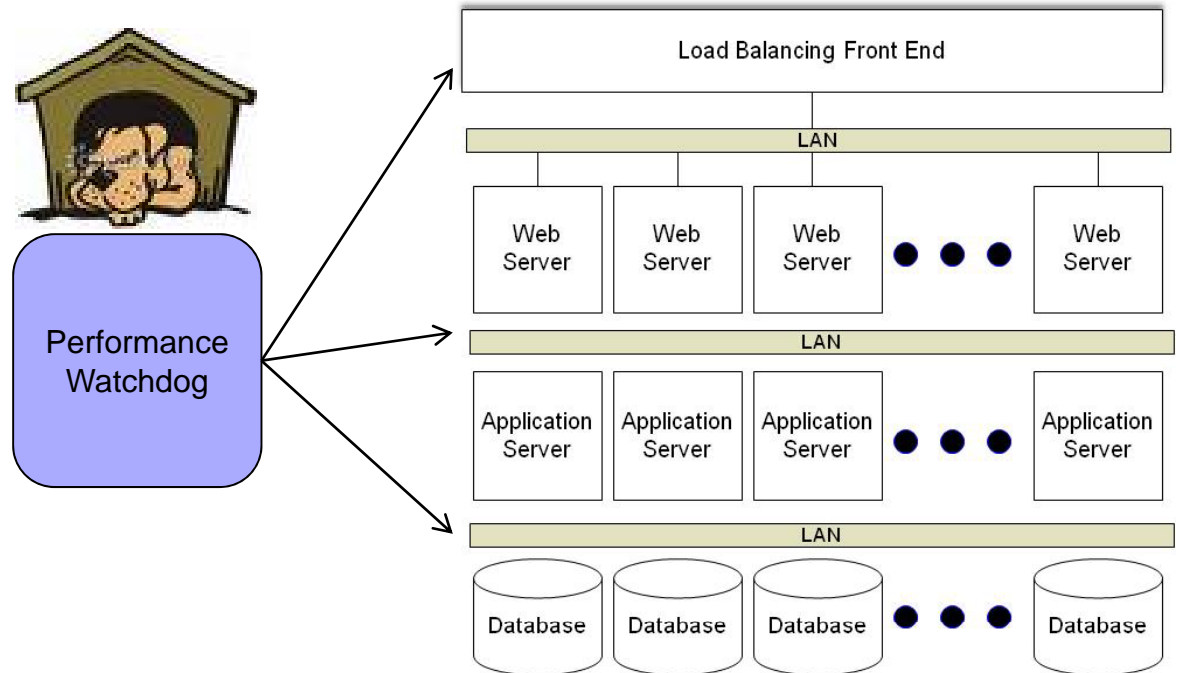 Load Balancing Front End
LAN
Web Server
Web Server
Web Server
Web Server
Performance
Watchdog
LAN
Application Server
Application Server
Application Server
Application Server
LAN
Database
Database
Database
Database